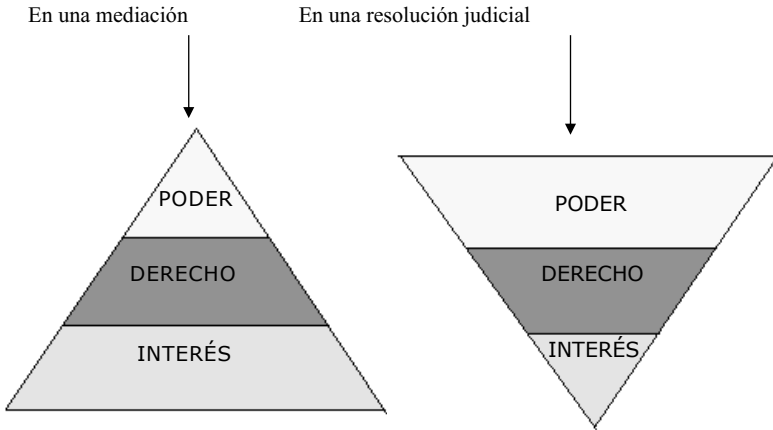 En una mediación
En una resolución judicial
PODER
DERECHO
INTERÉS
PODER
DERECHO
INTERÉS